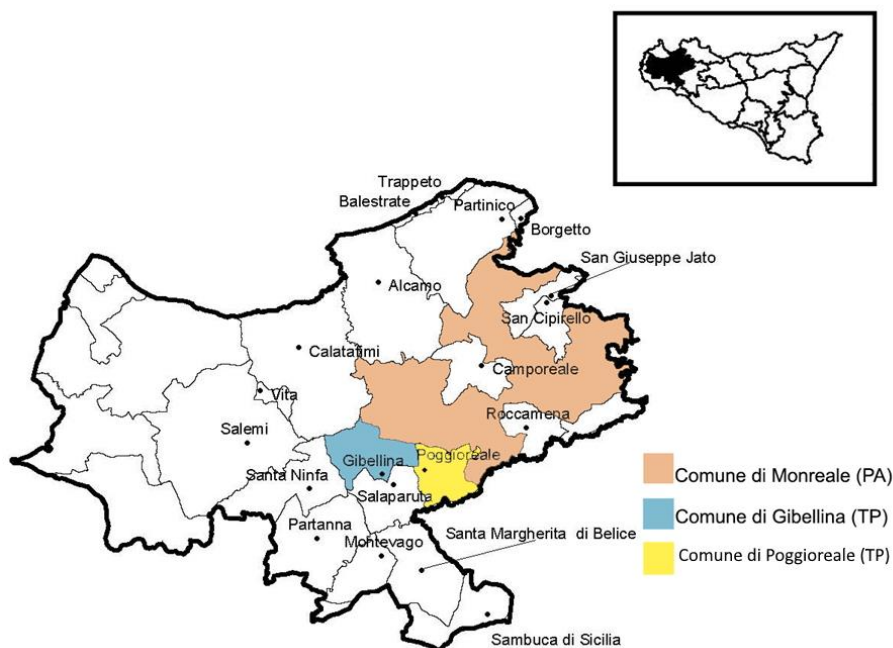 Trappeto
Balestrate
Partinico
Borgetto
San Giuseppe Jato
Alcamo
San Cipirello
Calatafimi
Camporeale
Vita
Roccamena
Salemi
Poggioreale
Gibellina
Santa Ninfa
Salaparuta
Partanna
Santa Margherita di Belice
Montevago
Sambuca di Sicilia
Comune di Monreale (PA)
Comune di Gibellina (TP)
Comune di Poggioreale (TP)